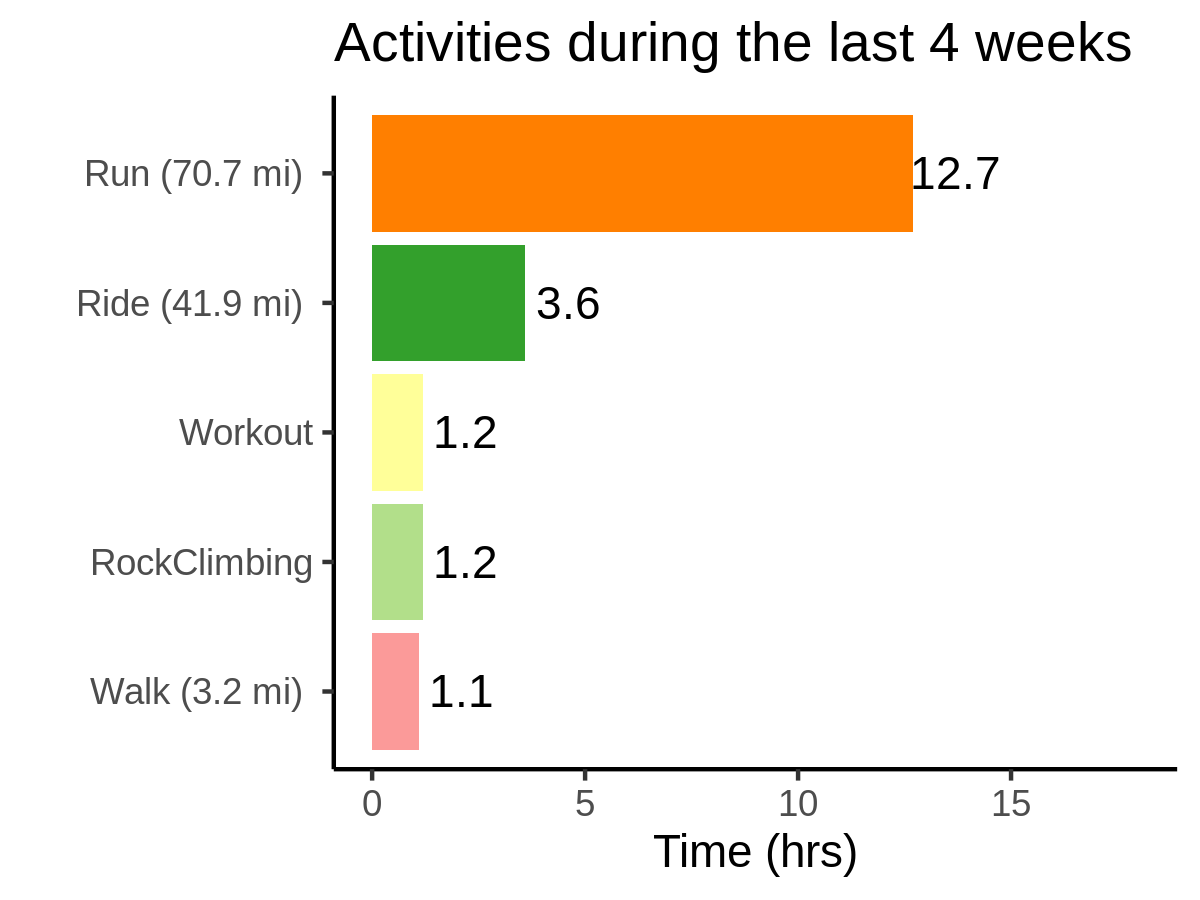 Activities during the last 4 weeks
Run (70.7 mi)
12.7
Ride (41.9 mi)
3.6
Workout
1.2
RockClimbing
1.2
Walk (3.2 mi)
1.1
0 5 10 15
Time (hrs)